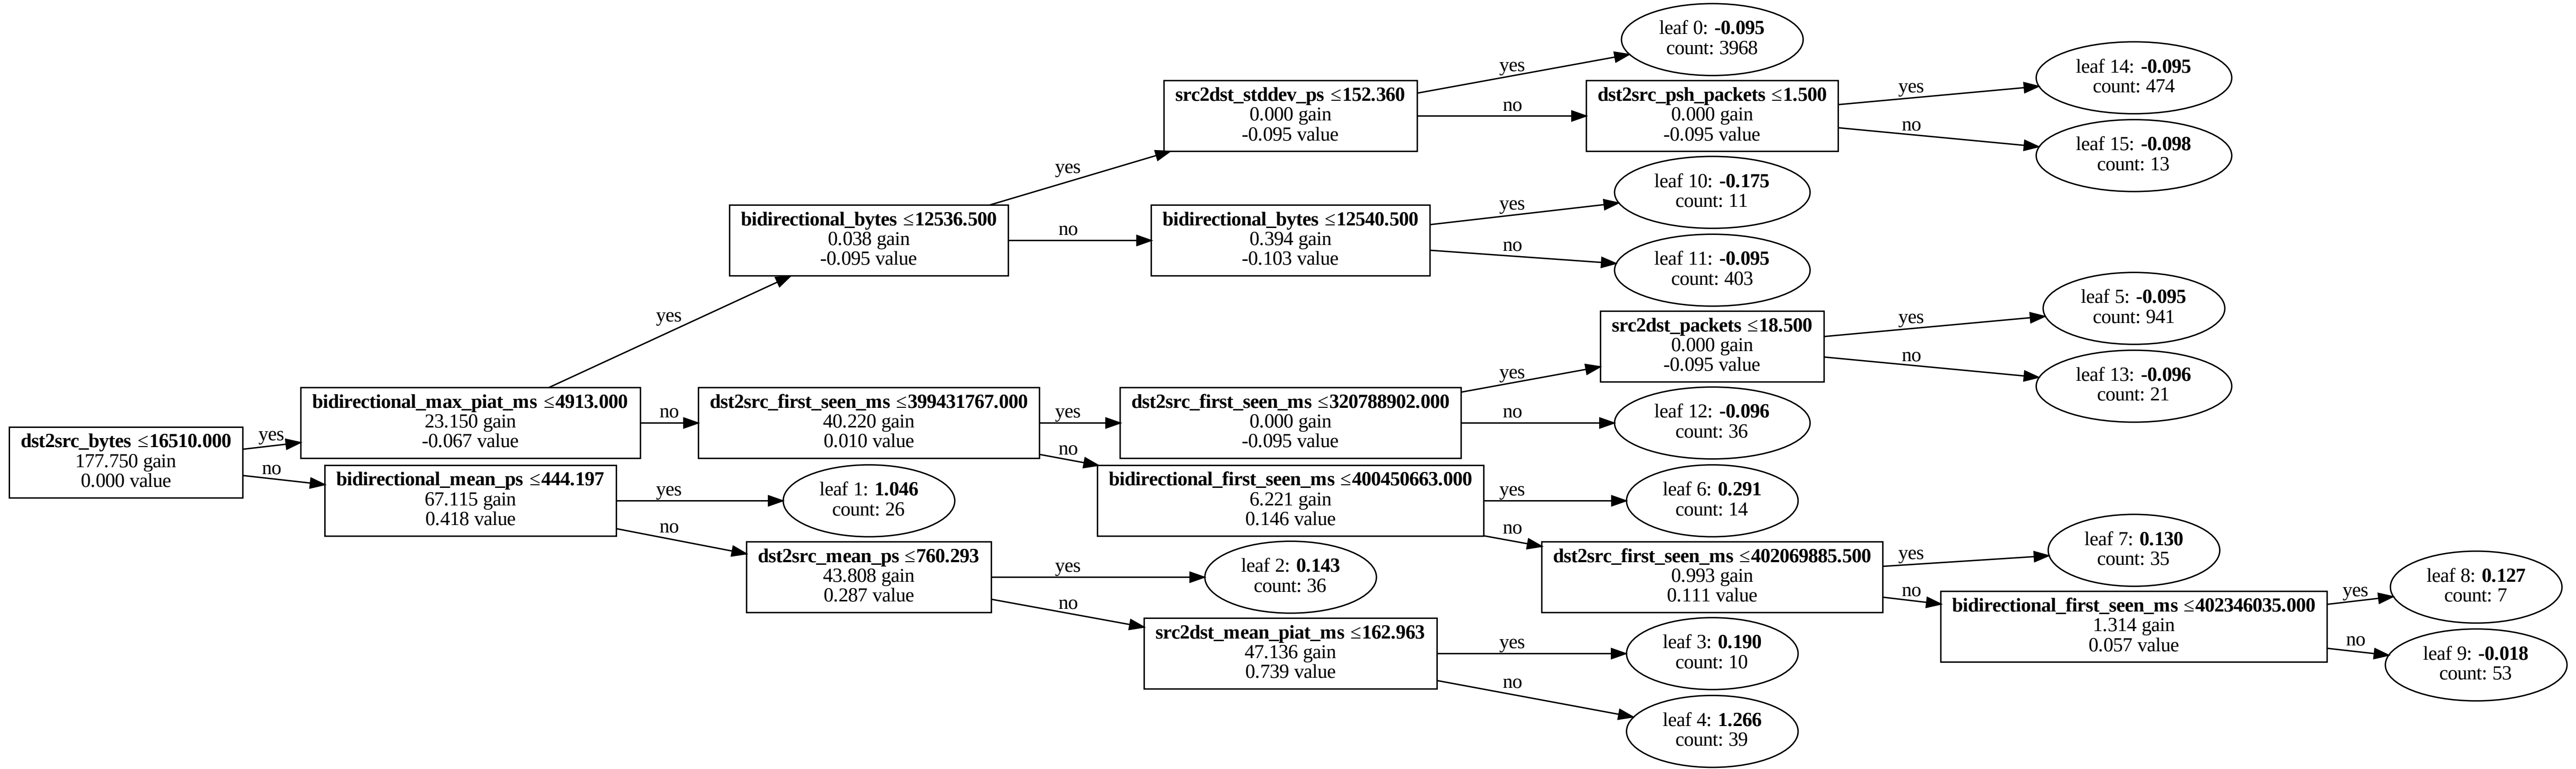 dst2src_bytes ≤16510.000
177.750 gain
0.000 value
yes
no
bidirectional_max_piat_ms ≤4913.000
23.150 gain
-0.067 value
yes
no
bidirectional_bytes ≤12536.500
0.038 gain
-0.095 value
yes
no
src2dst_stddev_ps ≤152.360
0.000 gain
-0.095 value
yes
no
leaf 0: -0.095
count: 3968
dst2src_psh_packets ≤1.500
0.000 gain
-0.095 value
yes
no
leaf 14: -0.095
count: 474
leaf 15: -0.098
count: 13
bidirectional_bytes ≤12540.500
0.394 gain
-0.103 value
yes
no
leaf 10: -0.175
count: 11
leaf 11: -0.095
count: 403
dst2src_first_seen_ms ≤399431767.000
40.220 gain
0.010 value
yes
no
dst2src_first_seen_ms ≤320788902.000
0.000 gain
-0.095 value
yes
no
src2dst_packets ≤18.500
0.000 gain
-0.095 value
yes
no
leaf 5: -0.095
count: 941
leaf 13: -0.096
count: 21
leaf 12: -0.096
count: 36
bidirectional_first_seen_ms ≤400450663.000
6.221 gain
0.146 value
yes
no
leaf 6: 0.291
count: 14
dst2src_first_seen_ms ≤402069885.500
0.993 gain
0.111 value
yes
no
leaf 7: 0.130
count: 35
bidirectional_first_seen_ms ≤402346035.000
1.314 gain
0.057 value
yes
no
leaf 8: 0.127
count: 7
leaf 9: -0.018
count: 53
bidirectional_mean_ps ≤444.197
67.115 gain
0.418 value
yes
no
leaf 1: 1.046
count: 26
dst2src_mean_ps ≤760.293
43.808 gain
0.287 value
yes
no
leaf 2: 0.143
count: 36
src2dst_mean_piat_ms ≤162.963
47.136 gain
0.739 value
yes
no
leaf 3: 0.190
count: 10
leaf 4: 1.266
count: 39